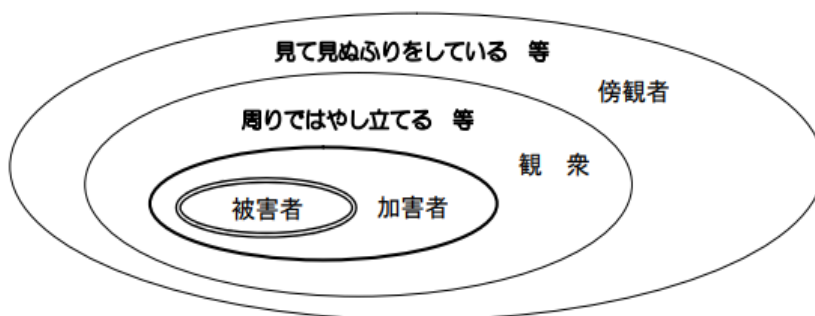 見て見ぬふりをしている　等
傍観者
周りではやし立てる　等
観　衆
被害者
加害者